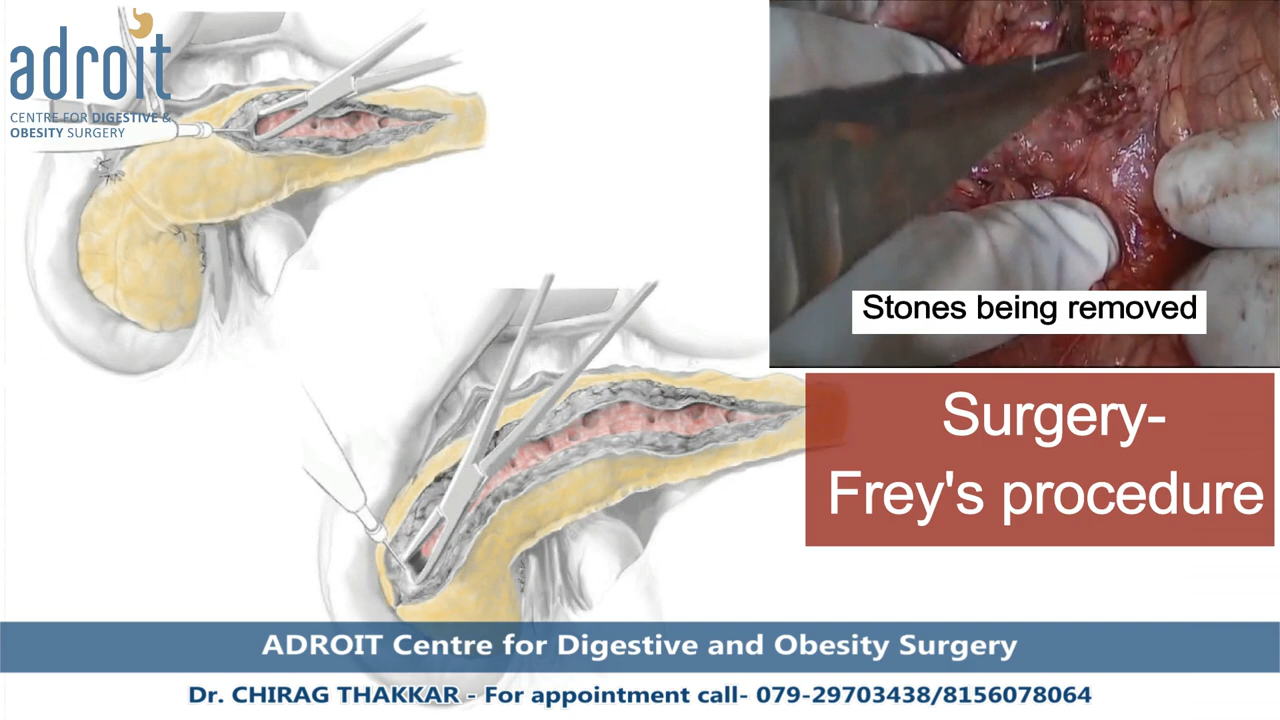 adroit
CENTRE FOR DIGESTIVE &
OBESITY SURGERY
Stones being removed
Surgery-
Frey's procedure
ADROIT Centre for Digestive and Obesity Surgery
Dr. CHIRAG THAKKAR - For appointment call- 079-29703438/8156078064